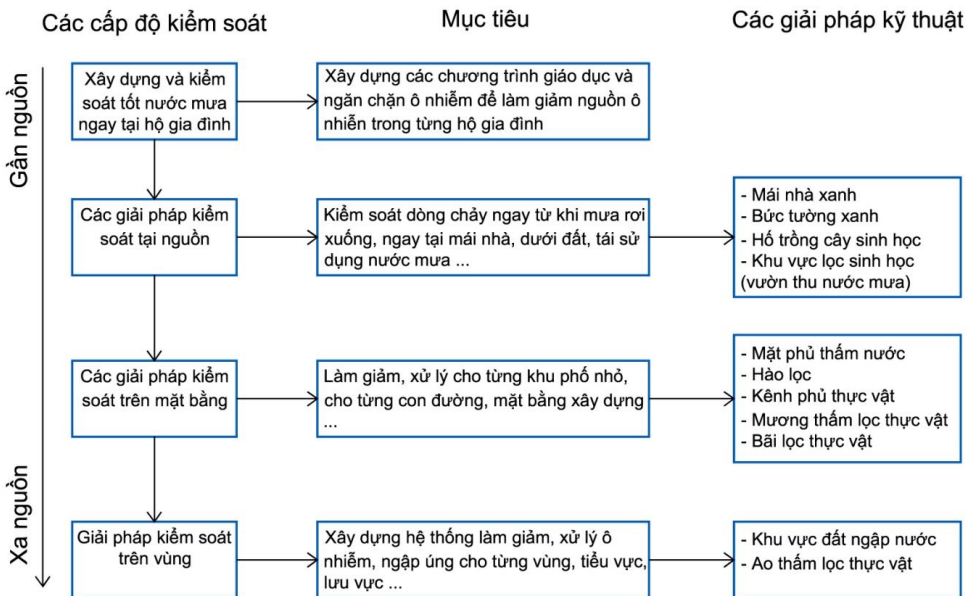 Các cấp độ kiểm soát
Mục tiêu
Các giải pháp kỹ thuật
Gần nguồn
Xa nguồn
Xây dựng và kiểm
soát tốt nước mưa
ngay tại hộ gia đình
Xây dựng các chương trình giáo dục và
ngăn chặn ô nhiễm để làm giảm nguồn ô
nhiễn trong từng hộ gia đình
Các giải pháp kiểm
soát tại nguồn
Kiểm soát dòng chảy ngay từ khi mưa rơi
xuống, ngay tại mái nhà, dưới đất, tái sử
dụng nước mưa ...
- Mái nhà xanh
- Bức tường xanh
- Hố trồng cây sinh học
- Khu vực lọc sinh học
(vườn thu nước mưa)
Các giải pháp kiểm
soát trên mặt bằng
Làm giảm, xử lý cho từng khu phố nhỏ,
cho từng con đường, mặt bằng xây dựng
...
- Mặt phủ thấm nước
- Hào lọc
- Kênh phủ thực vật
- Mương thấm lọc thực vật
- Bãi lọc thực vật
Giải pháp kiểm soát
trên vùng
Xây dựng hệ thống làm giảm, xử lý ô
nhiễm, ngập úng cho từng vùng, tiểu vực,
lưu vực ...
- Khu vực đất ngập nước
- Ao thấm lọc thực vật